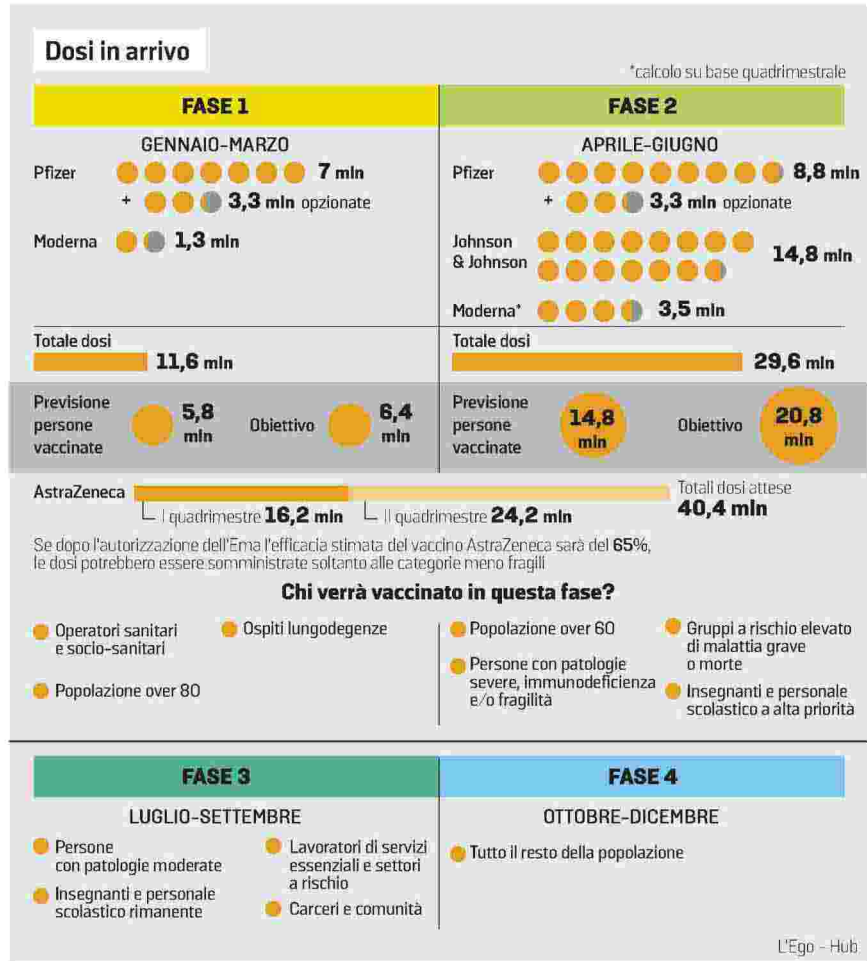 Dosi in arrivo
*calcolo su base quadrimestrale
FASE 1
GENNAIO-MARZO
Pfizer 7 mln
+ 3,3 mln opzionate
Moderna 1,3 mln
Totale dosi
11,6 mln
Previsione
persone
vaccinate
5,8
mln
Obiettivo
6,4
mln
FASE 2
APRILE-GIUGNO
Pfizer 8,8 mln
+ 3,3 mln opzionate
Johnson
& Johnson
14,8 mln
Moderna* 3,5 mln
Totale dosi
29,6 mln
Previsione
persone
vaccinate
14,8
mln
Obiettivo
20,8
mln
AstraZeneca
I quadrimestre 16,2 mln
II quadrimestre 24,2 mln
Totali dosi attese
40,4 mln
Se dopo l'autorizzazione dell'Ema l'efficacia stimata del vaccino AstraZeneca sarà del 65%,
le dosi potrebbero essere somministrate soltanto alle categorie meno fragili
Chi verrà vaccinato in questa fase?
Operatori sanitari
e socio-sanitari
Popolazione over 80
Ospiti lungodegenze
Popolazione over 60
Persone con patologie
severe, immunodeficienza
e/o fragilità
Gruppi a rischio elevato
di malattia grave
o morte
Insegnanti e personale
scolastico a alta priorità
FASE 3
LUGLIO-SETTEMBRE
Persone
con patologie moderate
Insegnanti e personale
scolastico rimanente
Lavoratori di servizi
essenziali e settori
a rischio
Carceri e comunità
FASE 4
OTTOBRE-DICEMBRE
Tutto il resto della popolazione
L'Ego - Hub